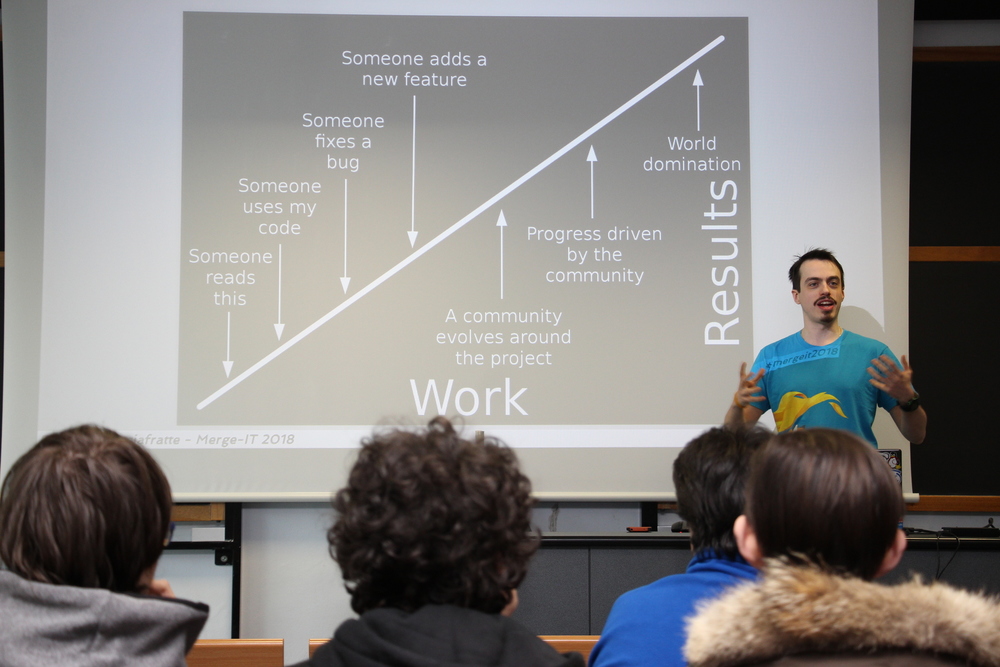 Someone adds a
new feature
Someone
fixes a
bug
Someone
uses my
code
Someone
reads
this
World
domination
Progress driven
by the
community
A community
evolves around
the project
Results
Work
- Merge-IT 2018
#mergeit2018